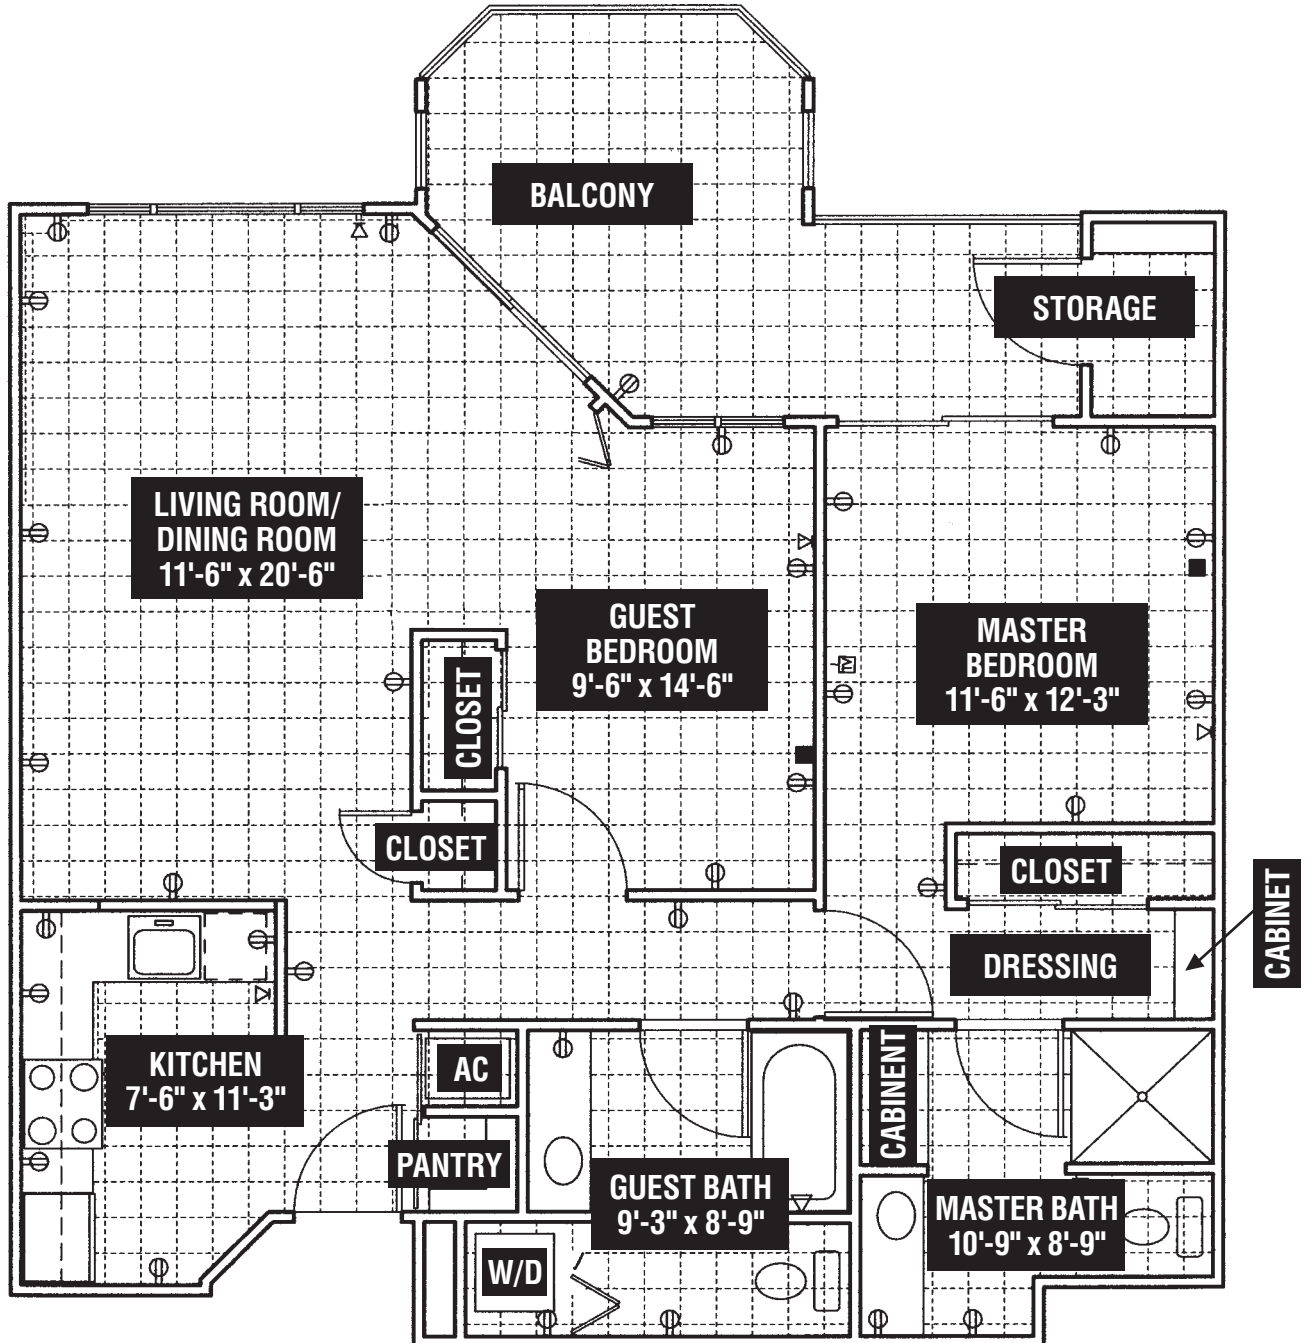 BALCONY
STORAGE
LIVING ROOM/
DINING ROOM
11'-6" x 20'-6"
GUEST
BEDROOM
9'-6" x 14'-6"
MASTER
BEDROOM
11'-6" x 12'-3"
CLOSET
CLOSET
CLOSET
CABINET
DRESSING
KITCHEN
7'-6" x 11'-3"
AC
CABINENT
PANTRY
GUEST BATH
9'-3" x 8'-9"
MASTER BATH
10'-9" x 8'-9"
W/D
TV